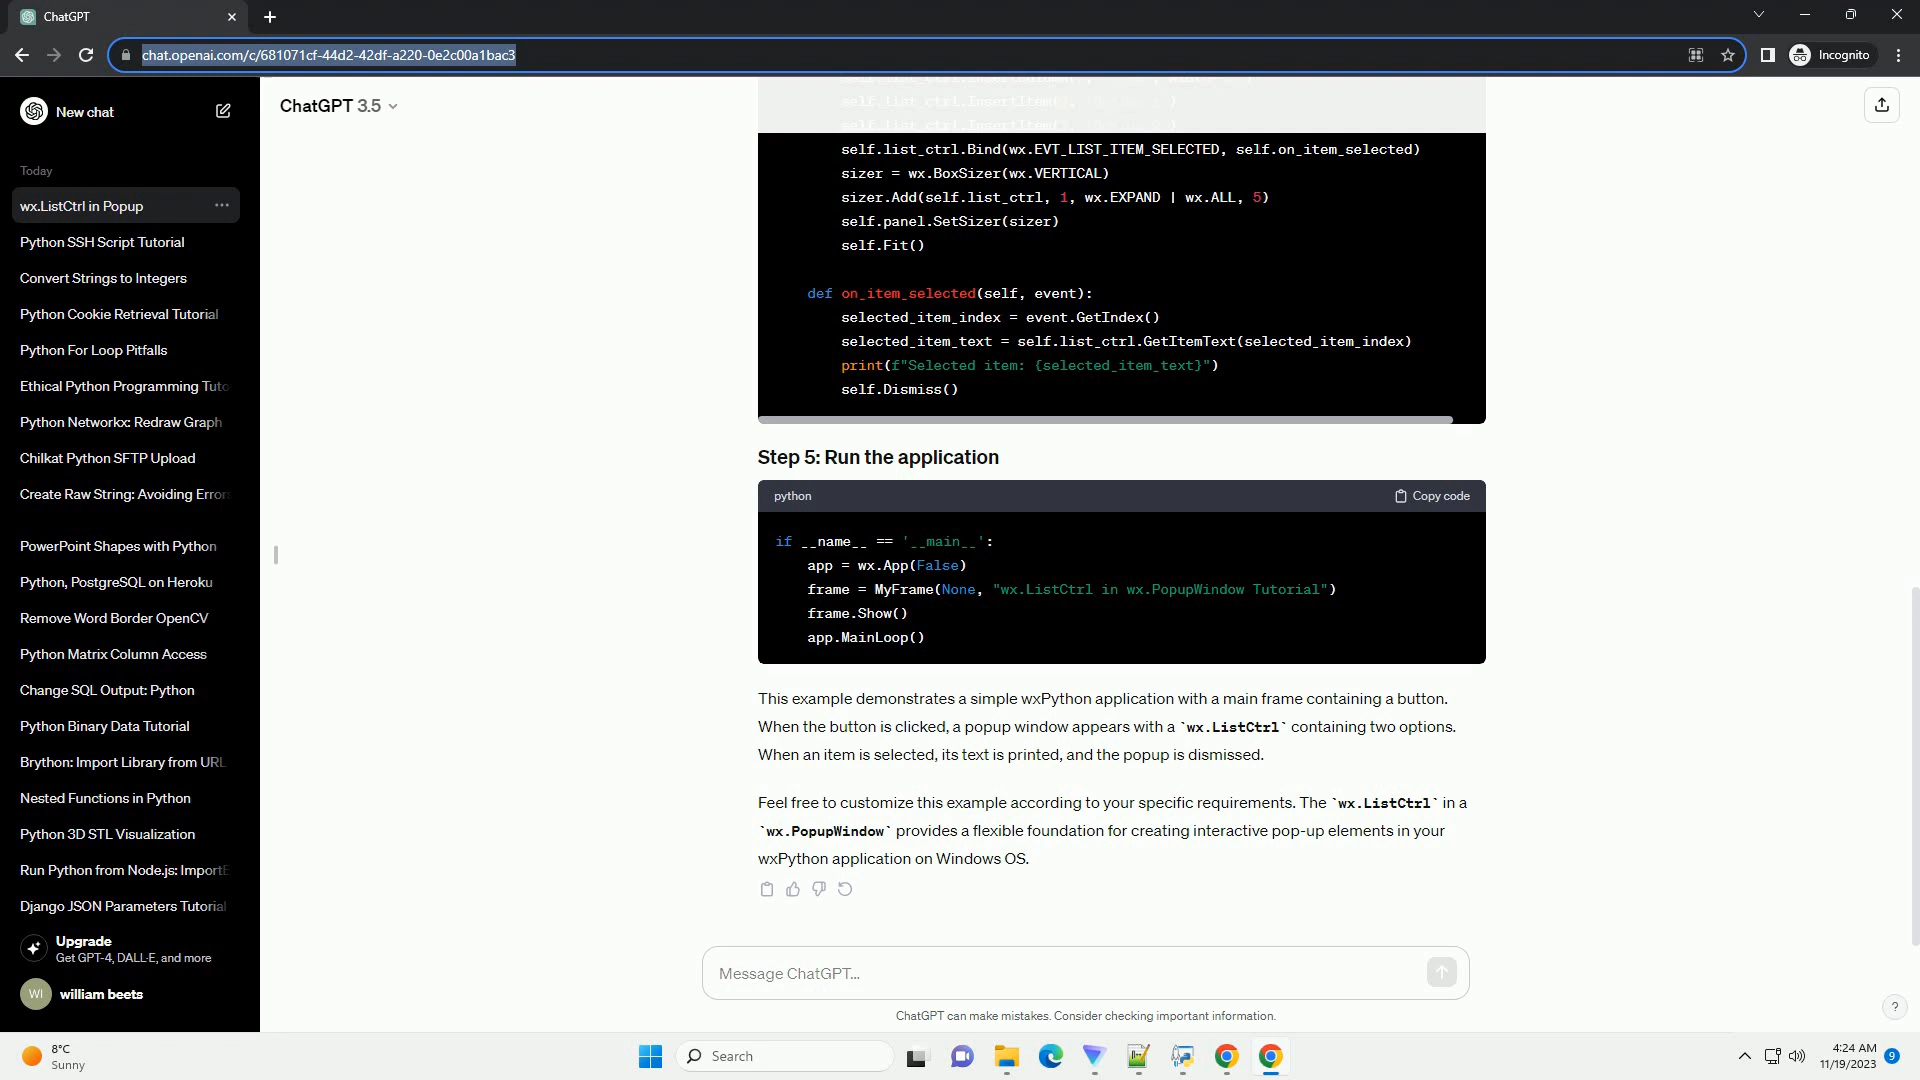 ChatGPT
chat.openai.com/c/681071cf-44d2-42df-a220-0e2c00a1bac3
Incognito
New chat
Today
wx.ListCtrl in Popup
Python SSH Script Tutorial
Convert Strings to Integers
Python Cookie Retrieval Tutorial
Python For Loop Pitfalls
Ethical Python Programming Tuto
Python Networkx: Redraw Graph
Chilkat Python SFTP Upload
Create Raw String: Avoiding Error
PowerPoint Shapes with Python
Python, PostgreSQL on Heroku
Remove Word Border OpenCV
Python Matrix Column Access
Change SQL Output: Python
Python Binary Data Tutorial
Brython: Import Library from URL
Nested Functions in Python
Python 3D STL Visualization
Run Python from Node.js: ImportE
Django JSON Parameters Tutorial
Upgrade
Get GPT-4, DALL·E, and more
WI
william beets
ChatGPT 3.5
self.list_ctrl.InsertItem(
self.list_ctrl.InsertItem(
self.list_ctrl.Bind(wx.EVT_LIST_ITEM_SELECTED, self.on_item_selected)
sizer = wx.BoxSizer(wx.VERTICAL)
sizer.Add(self.list_ctrl, 1, wx.EXPAND | wx.ALL, 5)
self.panel.SetSizer(sizer)
self.Fit()
def on_item_selected(self, event):
selected_item_index = event.GetIndex()
selected_item_text = self.list_ctrl.GetItemText(selected_item_index)
print(f"Selected item: {selected_item_text}")
self.Dismiss()
Step 5: Run the application
python
Copy code
if __name__ == '__main__':
app = wx.App(False)
frame = MyFrame(None, "wx.ListCtrl in wx.PopupWindow Tutorial")
frame.Show()
app.MainLoop()
This example demonstrates a simple wxPython application with a main frame containing a button.
When the button is clicked, a popup window appears with a `wx.ListCtrl` containing two options.
When an item is selected, its text is printed, and the popup is dismissed.
Feel free to customize this example according to your specific requirements. The `wx.ListCtrl` in a
`wx.PopupWindow` provides a flexible foundation for creating interactive pop-up elements in your
wxPython application on Windows OS.
Message ChatGPT...
ChatGPT can make mistakes. Consider checking important information.
?
8°C
Sunny
Search
4:24 AM
11/19/2023
9